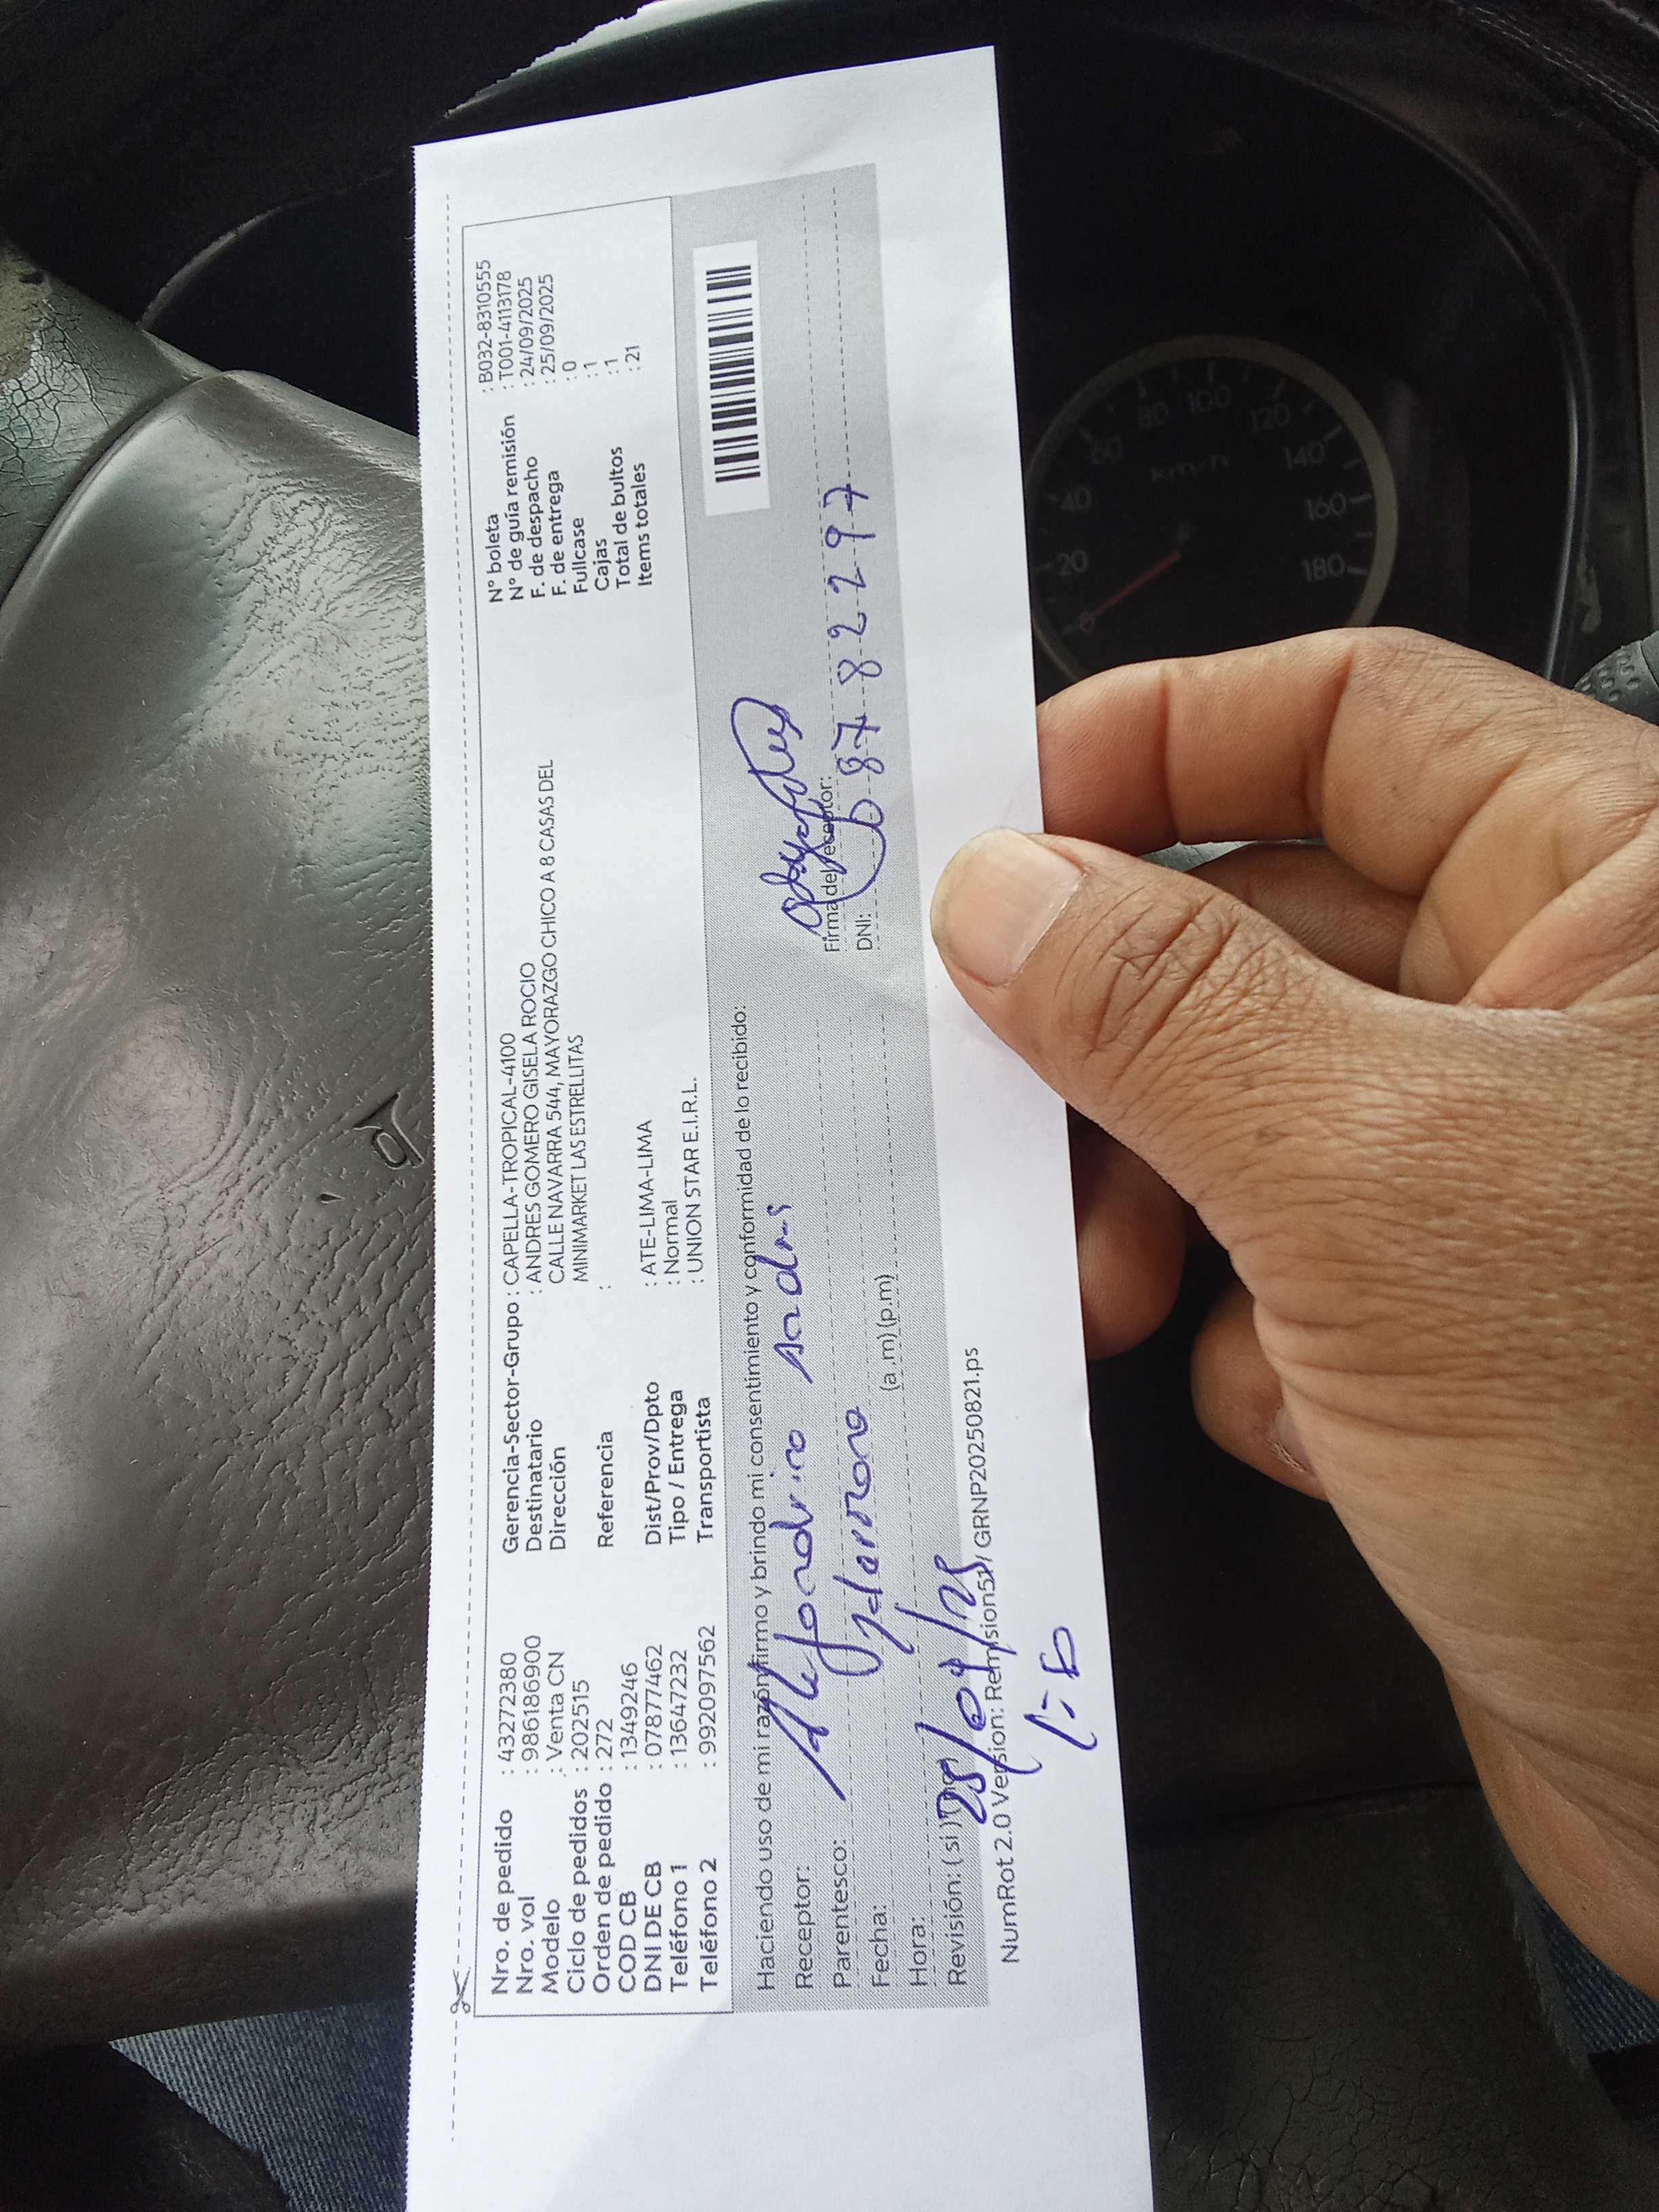 Nro. de pedido : 43272380 Gerencia-Sector-Grupo : CAPELLA-TROPICAL-4100 N° boleta : B032-8310555
Nro. val : 986186900 Destinatario : ANDRES GOMERO GISELA ROCIO N° de guía remisión : T001-4113178
Modelo : Venta CN Dirección CALLE NAVARRA 544, MAYORAZGO CHICO A 8 CASAS DEL F. de despacho : 24/09/2025
Ciclo de pedidos : 202515 MINIMARKET LAS ESTRELLITAS F. de entrega : 25/09/2025
Orden de pedido : 272 Referencia : Fullcase : 0
COD CB : 1349246 Cajas : 1
DNI DE CB : 07877462 Dist/Prov/Dpto : ATE-LIMA-LIMA Total de bultos : 1
Teléfono 1 : 13647232 Tipo / Entrega : Normal Items totales : 21
Teléfono 2 : 992097562 Transportista : UNION STAR E.I.R.L.
Haciendo uso de mi razón firmo y brindo mi consentimiento y conformidad de lo recibido:
Receptor:
Parentesco: Firma del receptor:
Fecha: DNI:
Hora: (a.m) (p.m)
Revisión: ( si )
25/09/25
NumRot 2.0 Version: Remision52 / GRNP20250821.ps